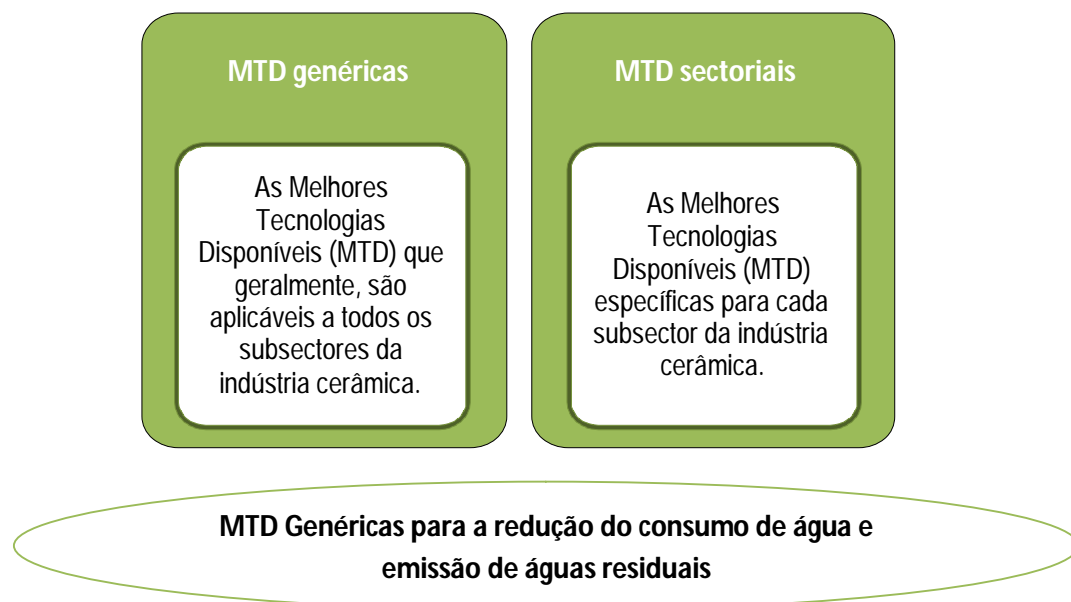 MTD genéricas
As Melhores
Tecnologias
Disponíveis (MTD) que
geralmente, são
aplicáveis a todos os
subsectores da
indústria cerâmica.
MTD sectoriais
As Melhores
Tecnologias
Disponíveis (MTD)
específicas para cada
subsector da indústria
cerâmica.
MTD Genéricas para a redução do consumo de água e
emissão de águas residuais